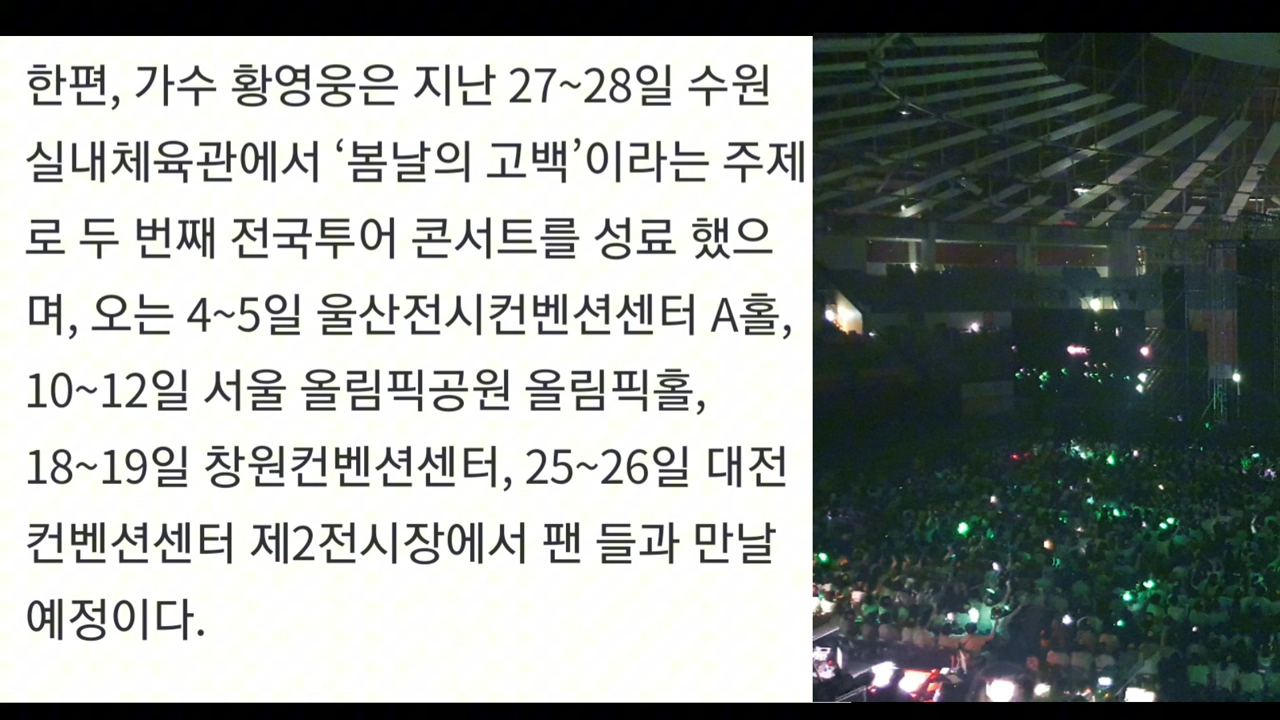 한편, 가수 황영웅은 지난 27~28일 수원
실내체육관에서 ‘봄날의 고백’이라는 주제
로 두 번째 전국투어 콘서트를 성료 했으
며, 오는 4~5일 울산전시컨벤션센터 A홀,
10~12일 서울 올림픽공원 올림픽홀,
18~19일 창원컨벤션센터, 25~26일 대전
컨벤션센터 제2전시장에서 팬 들과 만날
예정이다.